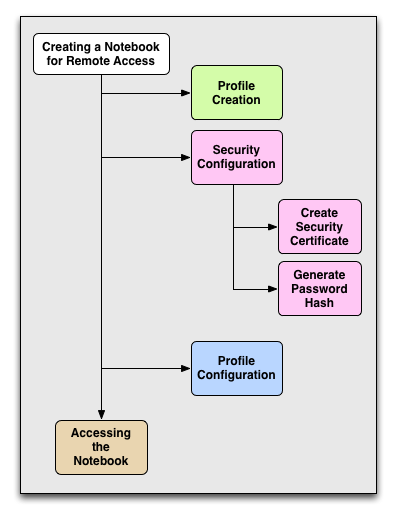 Creating a Notebook
for Remote Access
Profile
Creation
Security
Configuration
Create
Security
Certificate
Generate
Password
Hash
Profile
Configuration
Accessing
the
Notebook